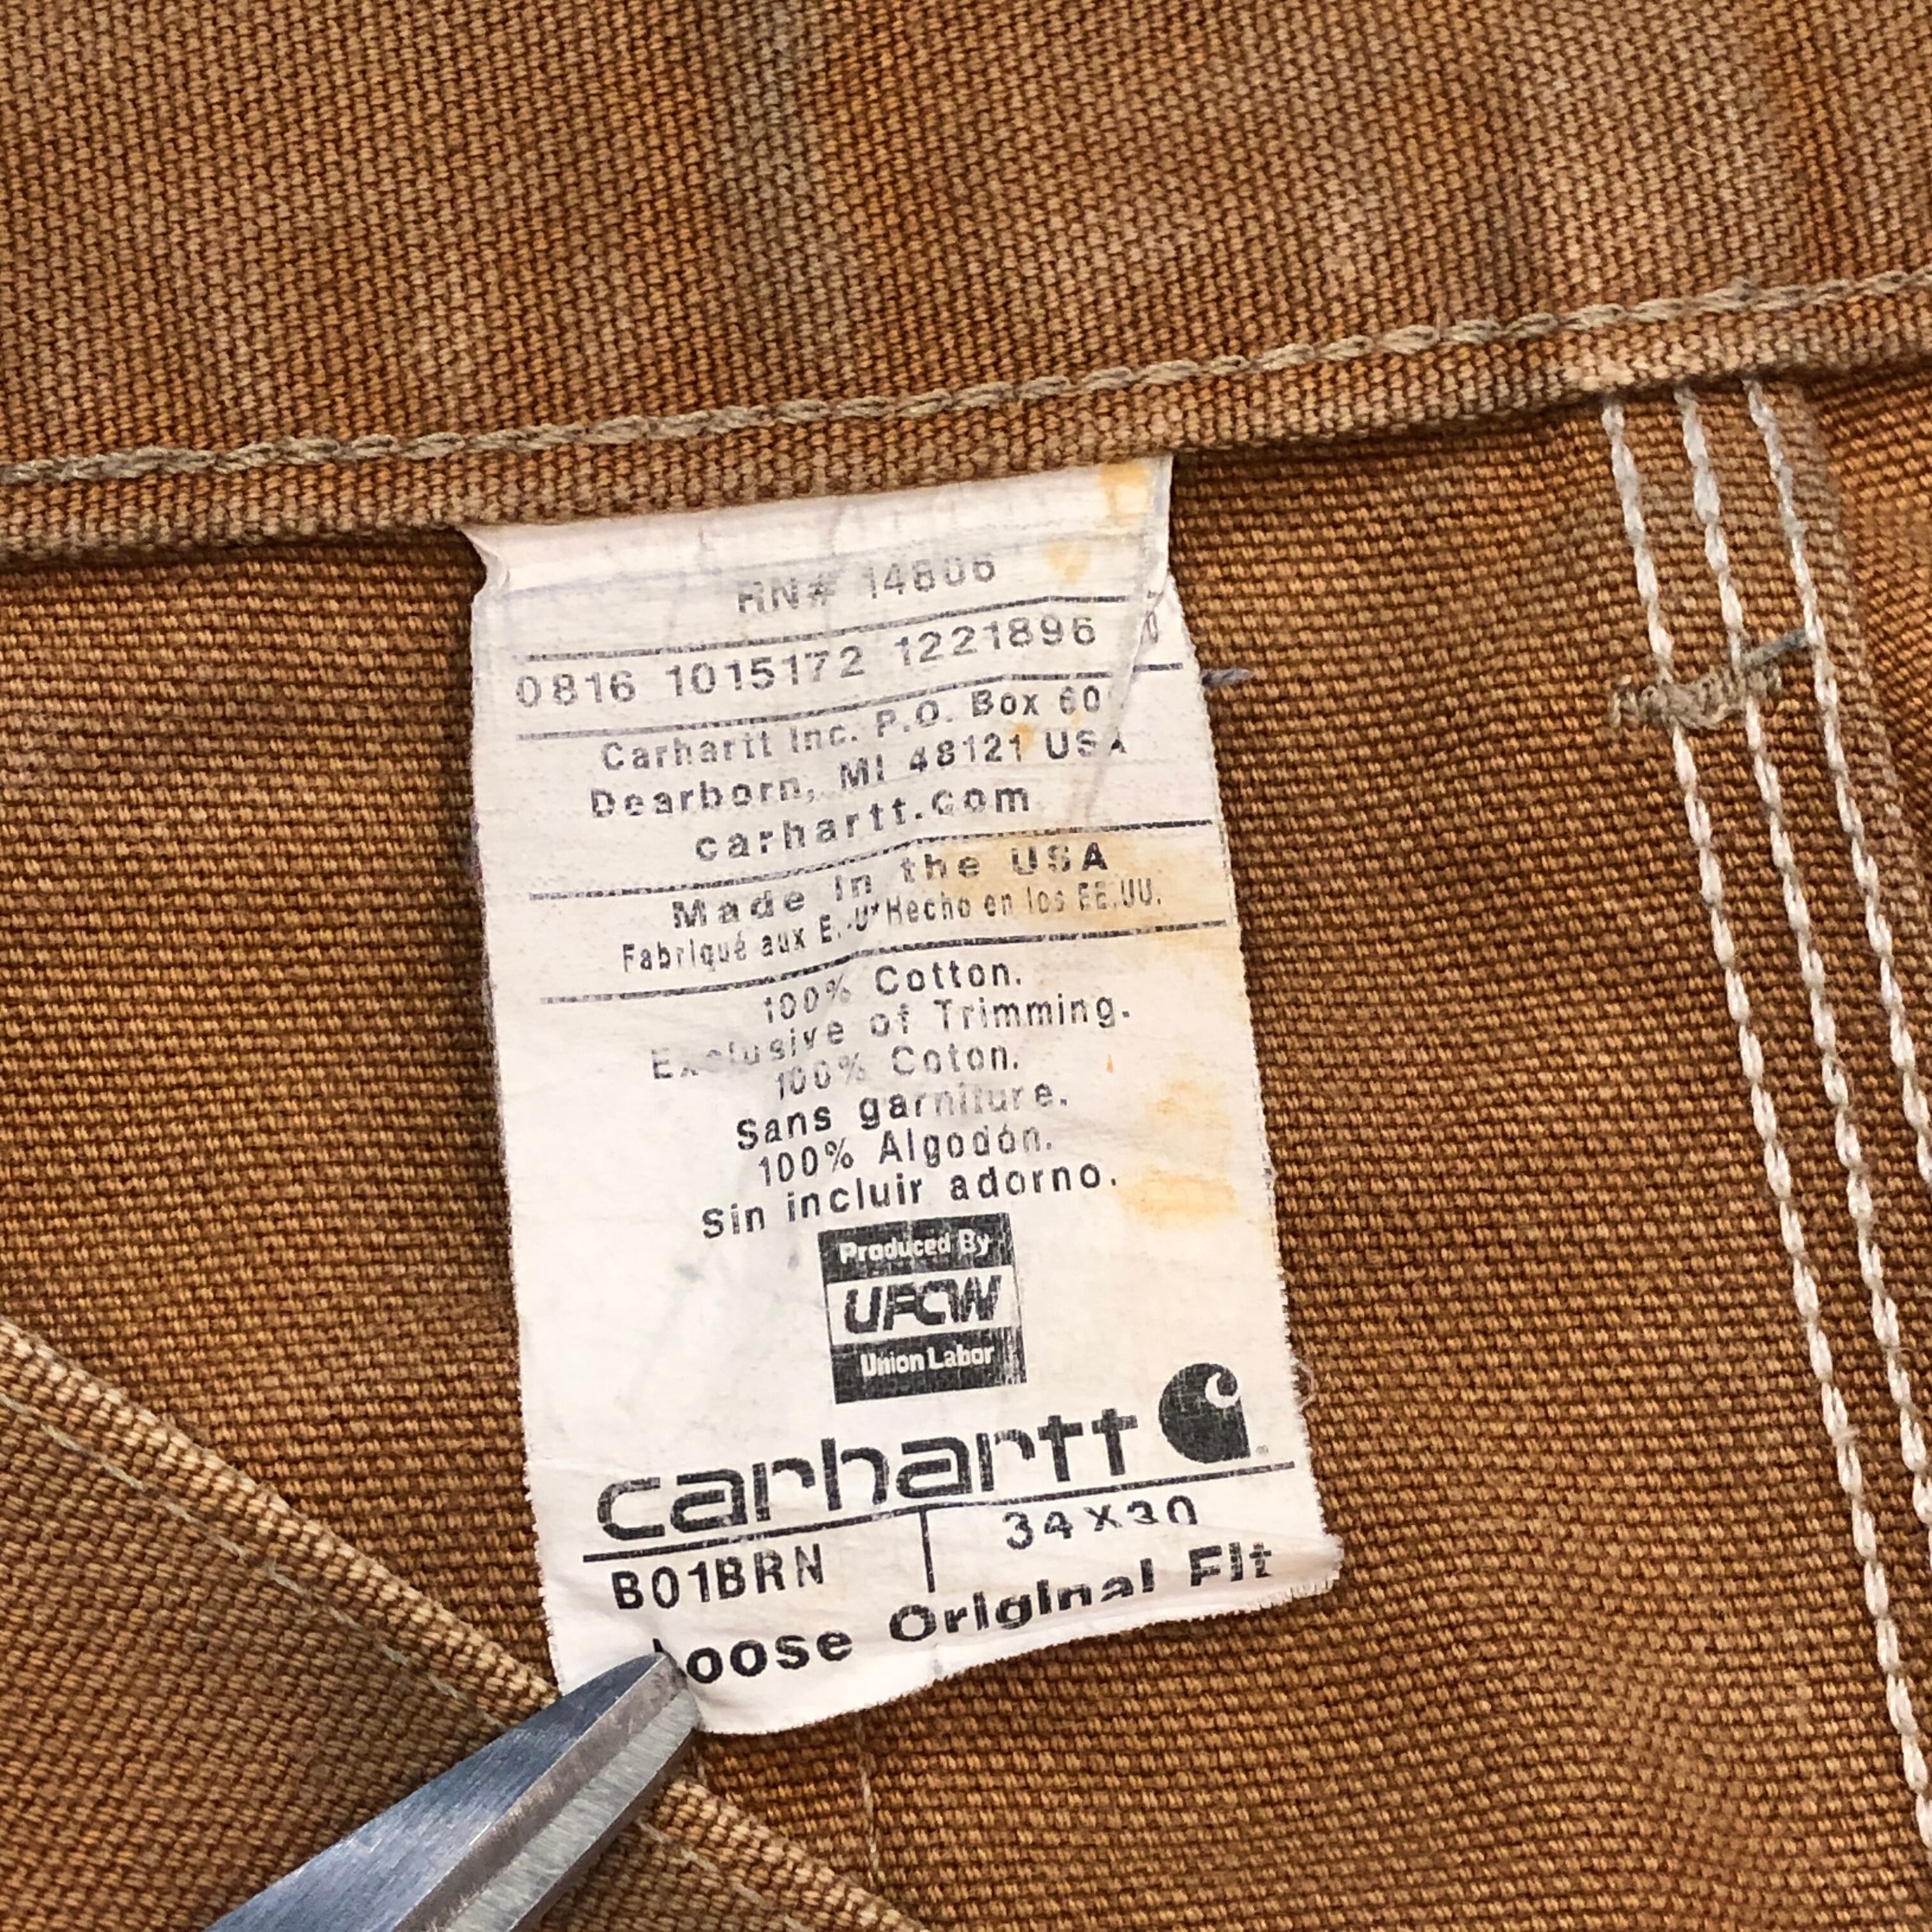 RN# 14806
0816 1015172 1221896
Carhartt Inc. P.O. Box 60
Dearborn, MI 48121 USA
carhartt.Com
Made In the USA
Fabriqué aux E.-U* Hecho en los EE.UU.
100% Cotton.
Exclusive of Trimming.
100% Coton.
Sans garniture.
100% Algodón.
Sin incluir adorno.
Produced By
UFCW
Union Labor
carhartt
B01BRN 34X30
Loose Original Fit